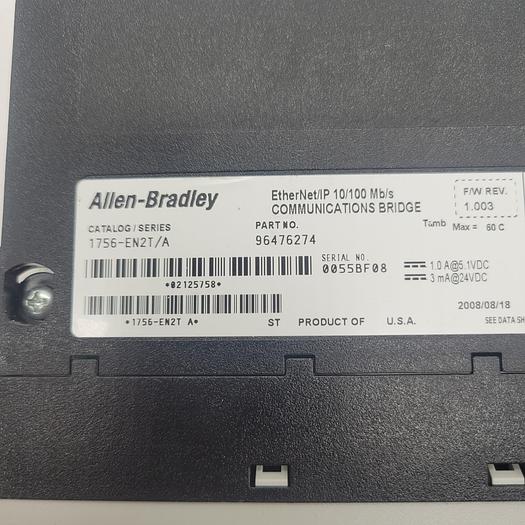 Allen-Bradley
EtherNet/IP 10/100 Mb/s
COMMUNICATIONS BRIDGE
F/W REV.
1.003
CATALOG / SERIES
1756-EN2T/A
PART NO.
96476274
Tamb Max = 60 C
SERIAL NO.
0055BF08
1.0 A@5.1VDC
3 mA@24VDC
*02125758*
*1756-EN2T A*
ST PRODUCT OF U.S.A.
2008/08/18
SEE DATA SH